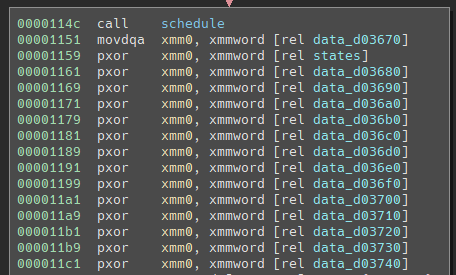 0000114c call schedule
00001151 movdqa xmm0, xmmword [rel data_d03670]
00001159 pxor xmm0, xmmword [rel states]
00001161 pxor xmm0, xmmword [rel data_d03680]
00001169 pxor xmm0, xmmword [rel data_d03690]
00001171 pxor xmm0, xmmword [rel data_d036a0]
00001179 pxor xmm0, xmmword [rel data_d036b0]
00001181 pxor xmm0, xmmword [rel data_d036c0]
00001189 pxor xmm0, xmmword [rel data_d036d0]
00001191 pxor xmm0, xmmword [rel data_d036e0]
00001199 pxor xmm0, xmmword [rel data_d036f0]
000011a1 pxor xmm0, xmmword [rel data_d03700]
000011a9 pxor xmm0, xmmword [rel data_d03710]
000011b1 pxor xmm0, xmmword [rel data_d03720]
000011b9 pxor xmm0, xmmword [rel data_d03730]
000011c1 pxor xmm0, xmmword [rel data_d03740]